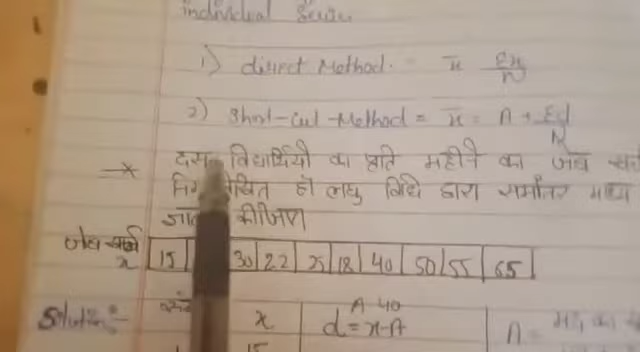 individual Series
1) direct Method. = x̄ Σx/N
2) Short-Cut-Method = x̄ = A + Σd/N
→* दस विद्यार्थियों का प्रति महीने का जेब खर्च
हो लघु विधि द्वारा समांतर माध्य
कीजिए
जेब खर्च
x 15 30 22 25 18 40 50 55 65
A 40
Solution:- x d=x-A A=
15